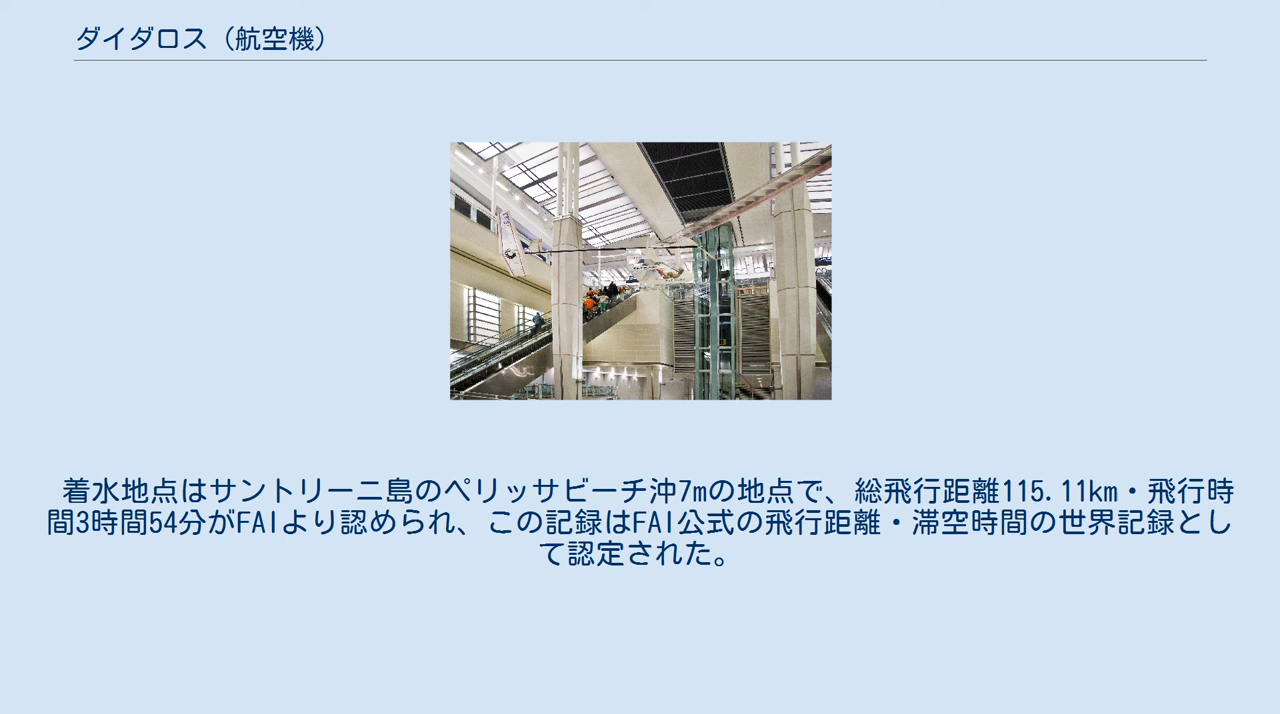 ダイダロス（航空機）
着水地点はサントリーニ島のペリッサビーチ沖7mの地点で、総飛行距離115.11km・飛行時
間3時間54分がFAIより認められ、この記録はFAI公式の飛行距離・滞空時間の世界記録とし
て認定された。